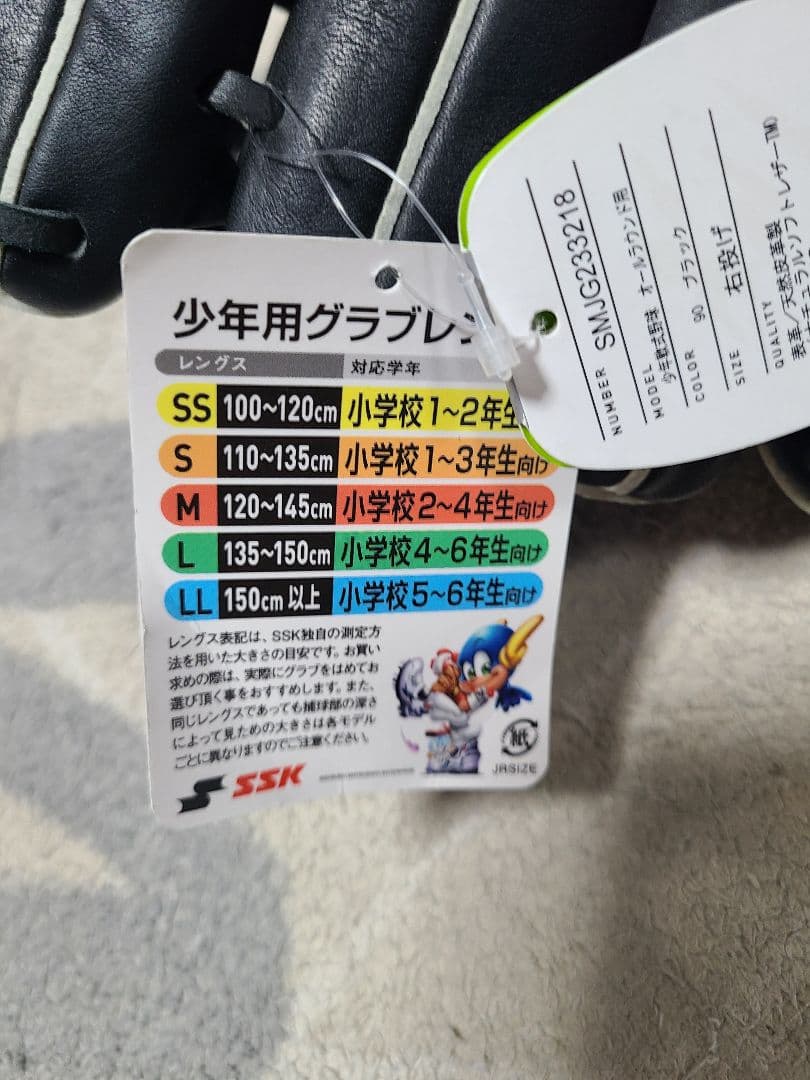 少年用グラブレン
レングス 対応学年
SS 100~120cm 小学校1~2年生
S 110~135cm 小学校1~3年生向け
M 120~145cm 小学校2~4年生向け
L 135~150cm 小学校4~6年生向け
LL 150cm以上 小学校5~6年生向け
レングス表記は、SSK独自の測定方
法を用いた大きさの目安です。お買い
求めの際は、実際にグラブをはめてお
選び頂く事をおすすめします。また、
同じレングスであっても捕球部の深さ
によって見ための大きさは各モデル
ごとに異なりますのでご注意ください。
SSK
紙
JRSIZE
NUMBER SMJG233218
MODEL 少年軟式野球 オールラウンド用
COLOR 90 ブラック
SIZE 右投げ
QUALITY
表革/天然皮革製